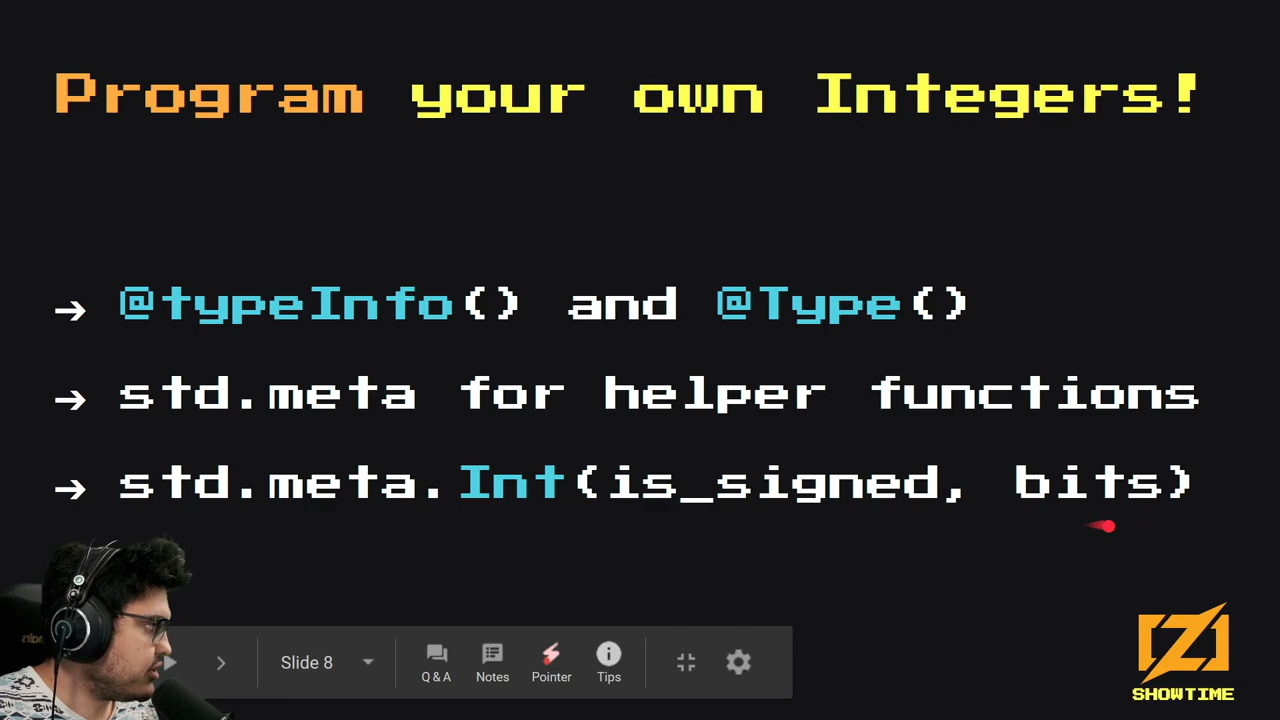 Program your own Integers!
➔ @typeInfo() and @Type()
➔ std.meta for helper functions
➔ std.meta.Int(is_signed, bits)
Slide 8
Q & A
Notes
Pointer
Tips
Z
SHOWTIME